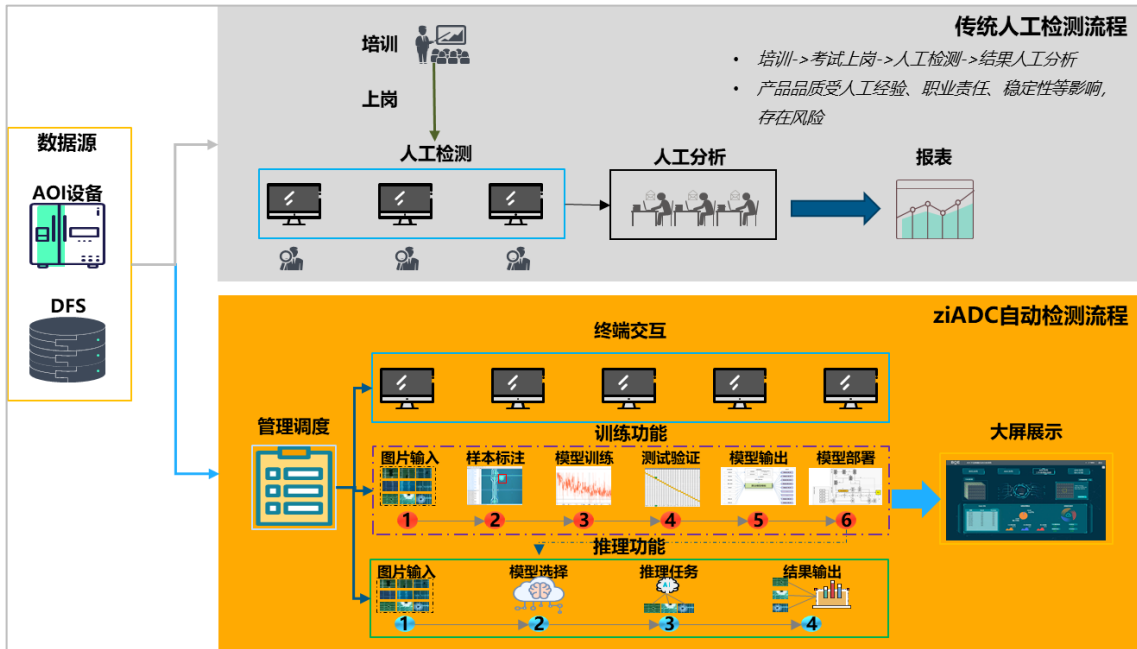 传统人工检测流程
培训
• 培训->考试上岗->人工检测->结果人工分析
• 产品品质受人工经验、职业责任、稳定性等影响，
存在风险
上岗
数据源
AOI设备
DFS
人工检测
人工分析
报表
ziADC自动检测流程
终端交互
管理调度
训练功能
大屏展示
图片输入 样本标注 模型训练 测试验证 模型输出 模型部署
1 2 3 4 5 6
推理功能
图片输入 模型选择 推理任务 结果输出
AI
1 2 3 4